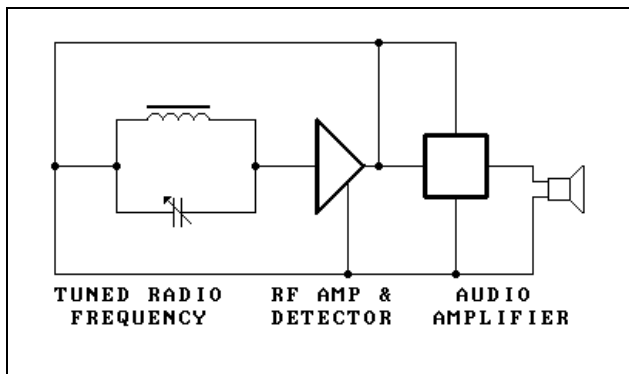 TUNED RADIO
FREQUENCY
RF AMP &
DETECTOR
AUDIO
AMPLIFIER